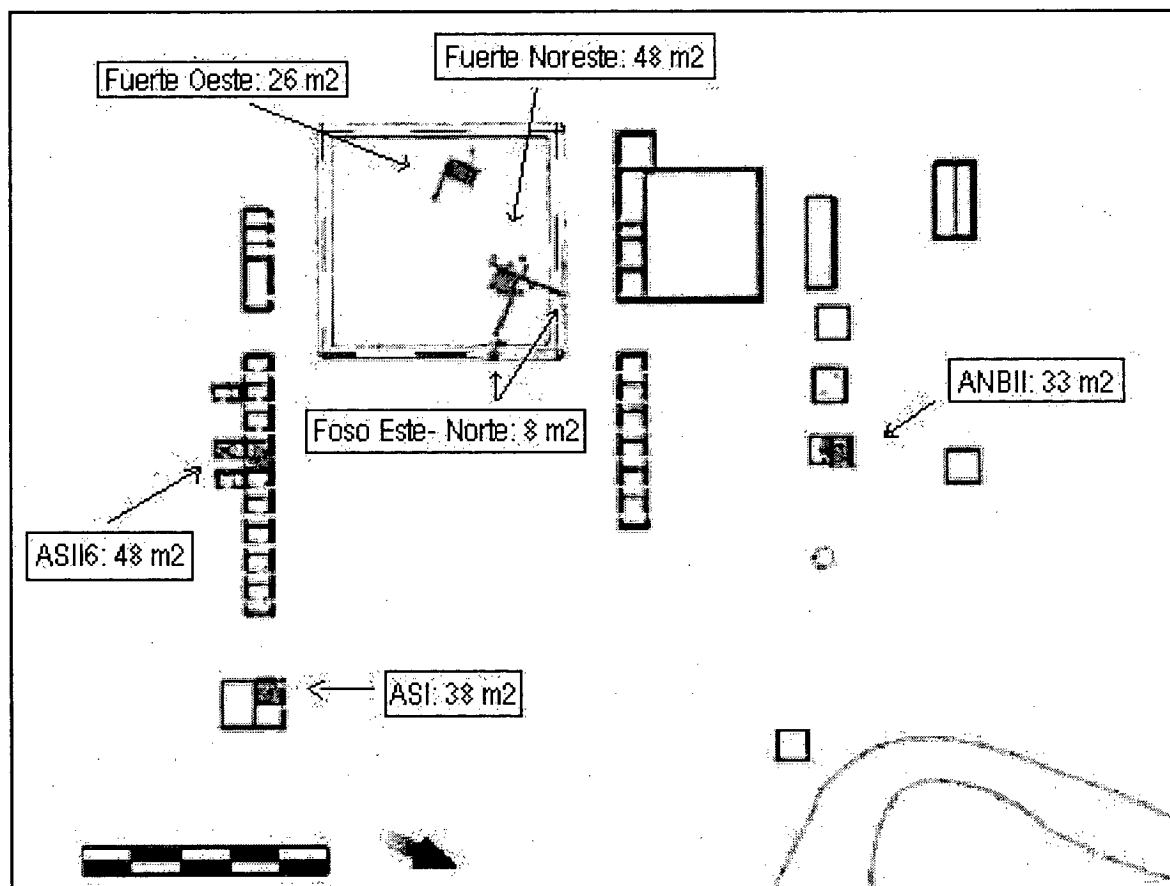 Fuerte Noreste: 48 m2
Fuerte Oeste: 26 m2
ANBII: 33 m2
Foso Este- Norte: 8 m2
ASII6: 48 m2
ASI: 38 m2